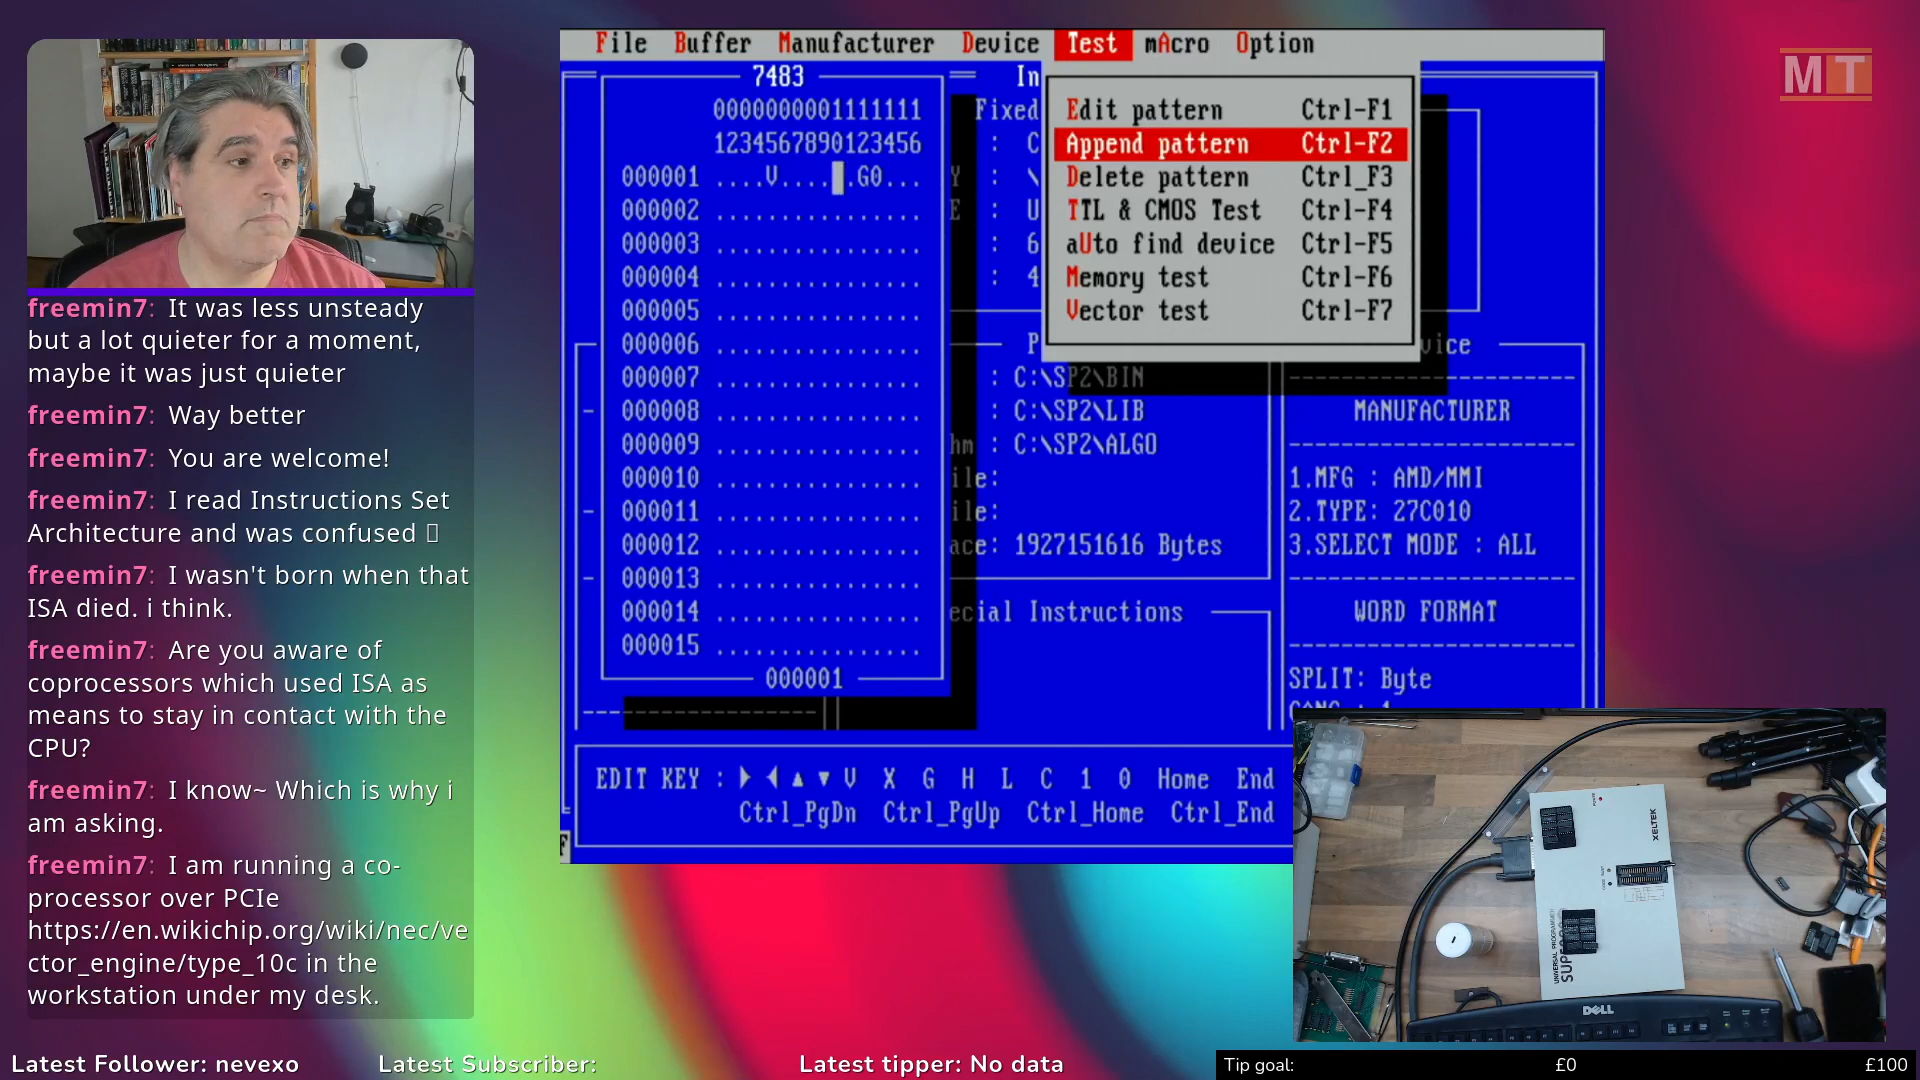 File Buffer Manufacturer Device Test mAcro Option
MT
7483
In
0000000001111111
Fixed
1234567890123456
: C
000001 ....V.... .G0...
Y : \
000002 ................
E : U
000003 ................
: 6
000004 ................
: 4
000005 ................
000006 ................
P
vice
000007 ................
: C:\SP2\BIN
000008 ................
: C:\SP2\LIB
000009 ................
hm : C:\SP2\ALGO
000010 ................
ile:
000011 ................
ile:
000012 ................
ace: 1927151616 Bytes
000013 ................
000014 ................
ecial Instructions
000015 ................
000001
Edit pattern Ctrl-F1
Append pattern Ctrl-F2
Delete pattern Ctrl_F3
TTL & CMOS Test Ctrl-F4
aUto find device Ctrl-F5
Memory test Ctrl-F6
Vector test Ctrl-F7
MANUFACTURER
1.MFG : AMD/MMI
2.TYPE: 27C010
3.SELECT MODE : ALL
WORD FORMAT
SPLIT: Byte
EDIT KEY : V X G H L C 1 0 Home End
Ctrl_PgDn Ctrl_PgUp Ctrl_Home Ctrl_End
F
freemin7: It was less unsteady
but a lot quieter for a moment,
maybe it was just quieter
freemin7: Way better
freemin7: You are welcome!
freemin7: I read Instructions Set
Architecture and was confused
freemin7: I wasn't born when that
ISA died. i think.
freemin7: Are you aware of
coprocessors which used ISA as
means to stay in contact with the
CPU?
freemin7: I know~ Which is why i
am asking.
freemin7: I am running a co-
processor over PCIe
https://en.wikichip.org/wiki/nec/ve
ctor_engine/type_10c in the
workstation under my desk.
XELTEK
UNIVERSAL PROGRAMMER
DELL
Latest Follower: nevexo
Latest Subscriber:
Latest tipper: No data
Tip goal: £0 £100